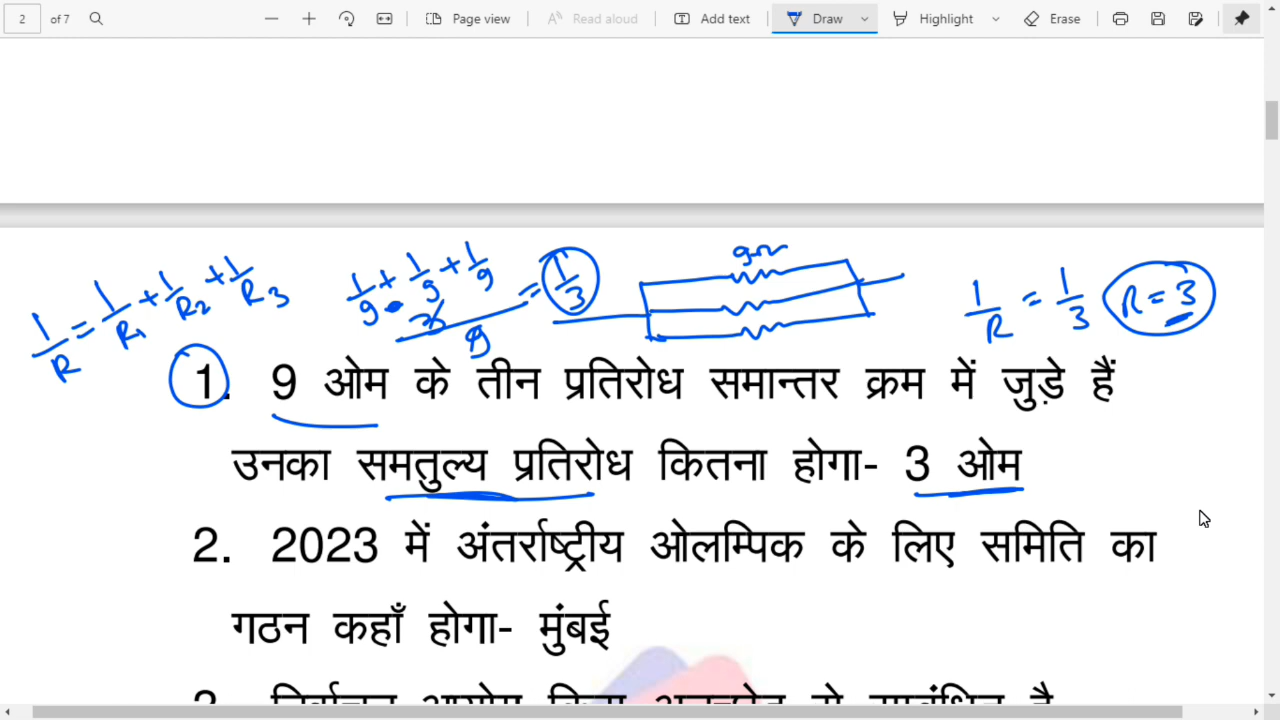 2 of 7 Page view Read aloud Add text Draw Highlight Erase
1/R = 1/R1 + 1/R2 + 1/R3
1/9 + 1/9 + 1/9
3/9 = 1/3
9Ω
1/R = 1/3 R = 3
1. 9 ओम के तीन प्रतिरोध समान्तर क्रम में जुड़े हैं
उनका समतुल्य प्रतिरोध कितना होगा- 3 ओम
2. 2023 में अंतर्राष्ट्रीय ओलम्पिक के लिए समिति का
गठन कहाँ होगा- मुंबई